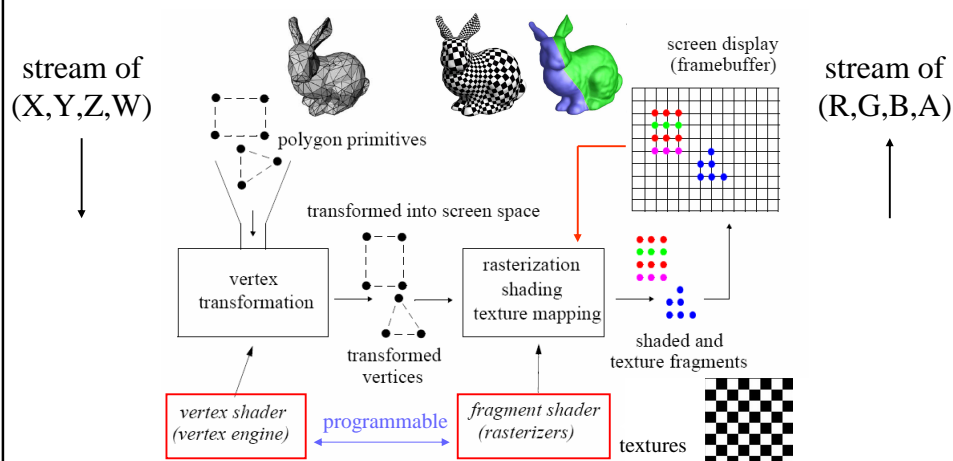 stream of
(X,Y,Z,W)
polygon primitives
transformed into screen space
vertex
transformation
transformed
vertices
vertex shader
(vertex engine)
programmable
rasterization
shading
texture mapping
fragment shader
(rasterizers)
textures
screen display
(framebuffer)
shaded and
texture fragments
stream of
(R,G,B,A)